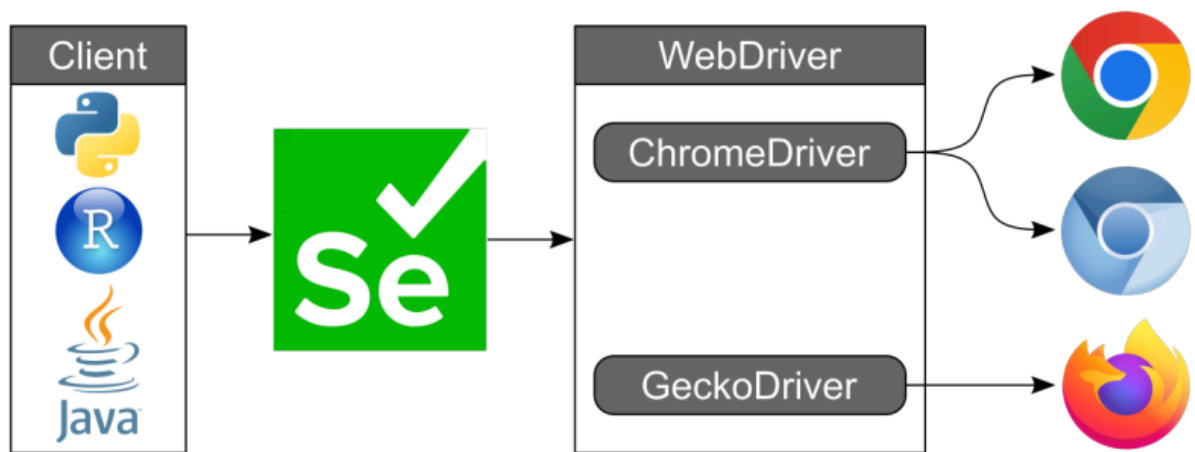 Client
R
Java
Se
WebDriver
ChromeDriver
GeckoDriver